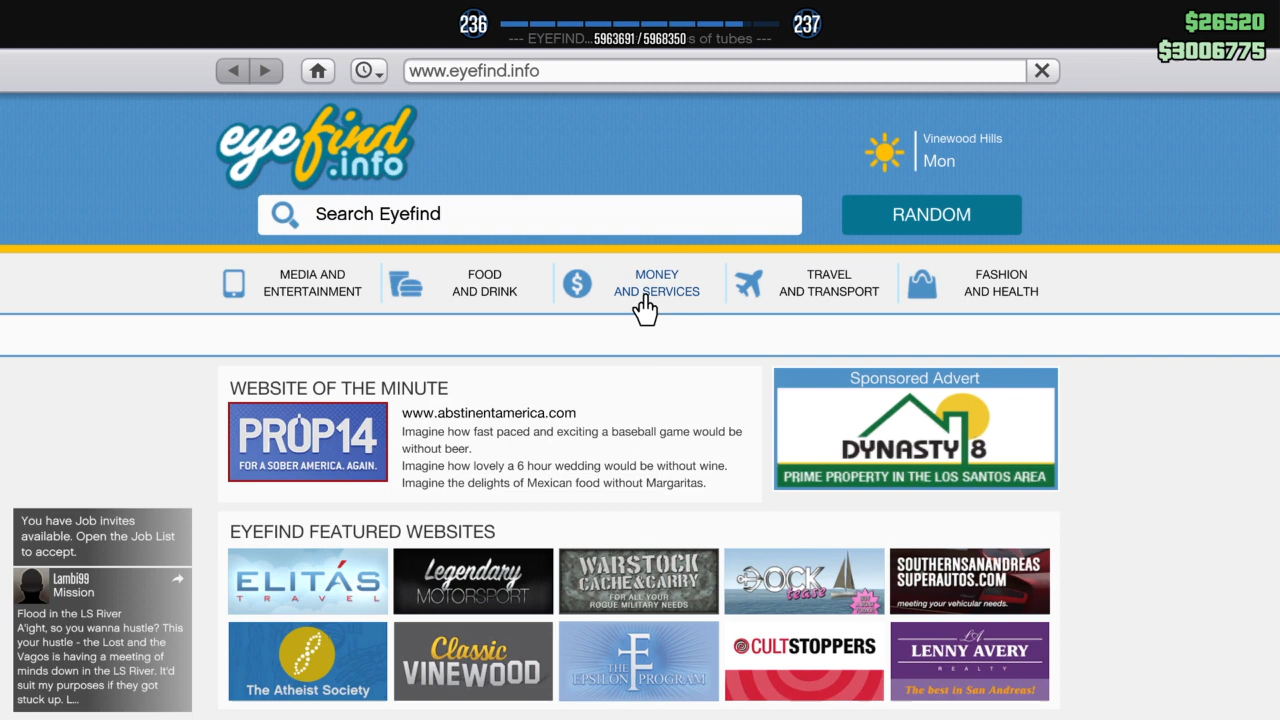 236
237
--- EYEFIND... 5963691 / 5968350 s of tubes ---
$26520
$3006775
www.eyefind.info
eyefind
.info
Vinewood Hills
Mon
Search Eyefind
RANDOM
MEDIA AND
ENTERTAINMENT
FOOD
AND DRINK
MONEY
AND SERVICES
TRAVEL
AND TRANSPORT
FASHION
AND HEALTH
WEBSITE OF THE MINUTE
PROP14
FOR A SOBER AMERICA. AGAIN.
www.abstinentamerica.com
Imagine how fast paced and exciting a baseball game would be
without beer.
Imagine how lovely a 6 hour wedding would be without wine.
Imagine the delights of Mexican food without Margaritas.
Sponsored Advert
DYNASTY 8
PRIME PROPERTY IN THE LOS SANTOS AREA
You have Job invites
available. Open the Job List
to accept.
Lambi99
Mission
Flood in the LS River
A'ight, so you wanna hustle? This
your hustle - the Lost and the
Vagos is having a meeting of
minds down in the LS River. It'd
suit my purposes if they got
stuck up. L...
EYEFIND FEATURED WEBSITES
ELITÁS
TRAVEL
Legendary
MOTORSPORT
WARSTOCK
CACHE & CARRY
FOR ALL YOUR
ROGUE MILITARY NEEDS
DOCK
tease
SOUTHERNSANANDREAS
SUPERAUTOS.COM
meeting your vehicular needs.
The Atheist Society
Classic
VINEWOOD
THE
EPSILON PROGRAM
CULTSTOPPERS
LA
LENNY AVERY
REALTY
The best in San Andreas!